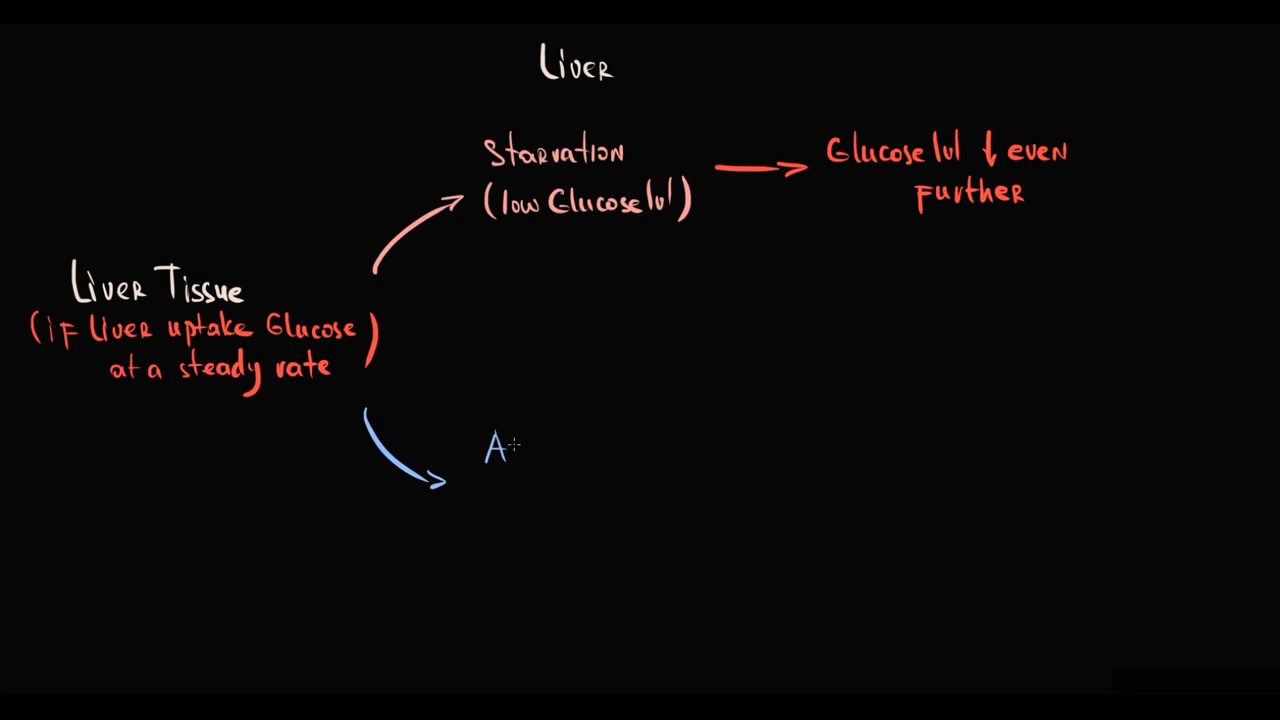 Liver
Starvation
(low Glucose lvl)
Glucose lvl ↓ even
Further
Liver Tissue
(if Liver uptake Glucose)
at a steady rate
A